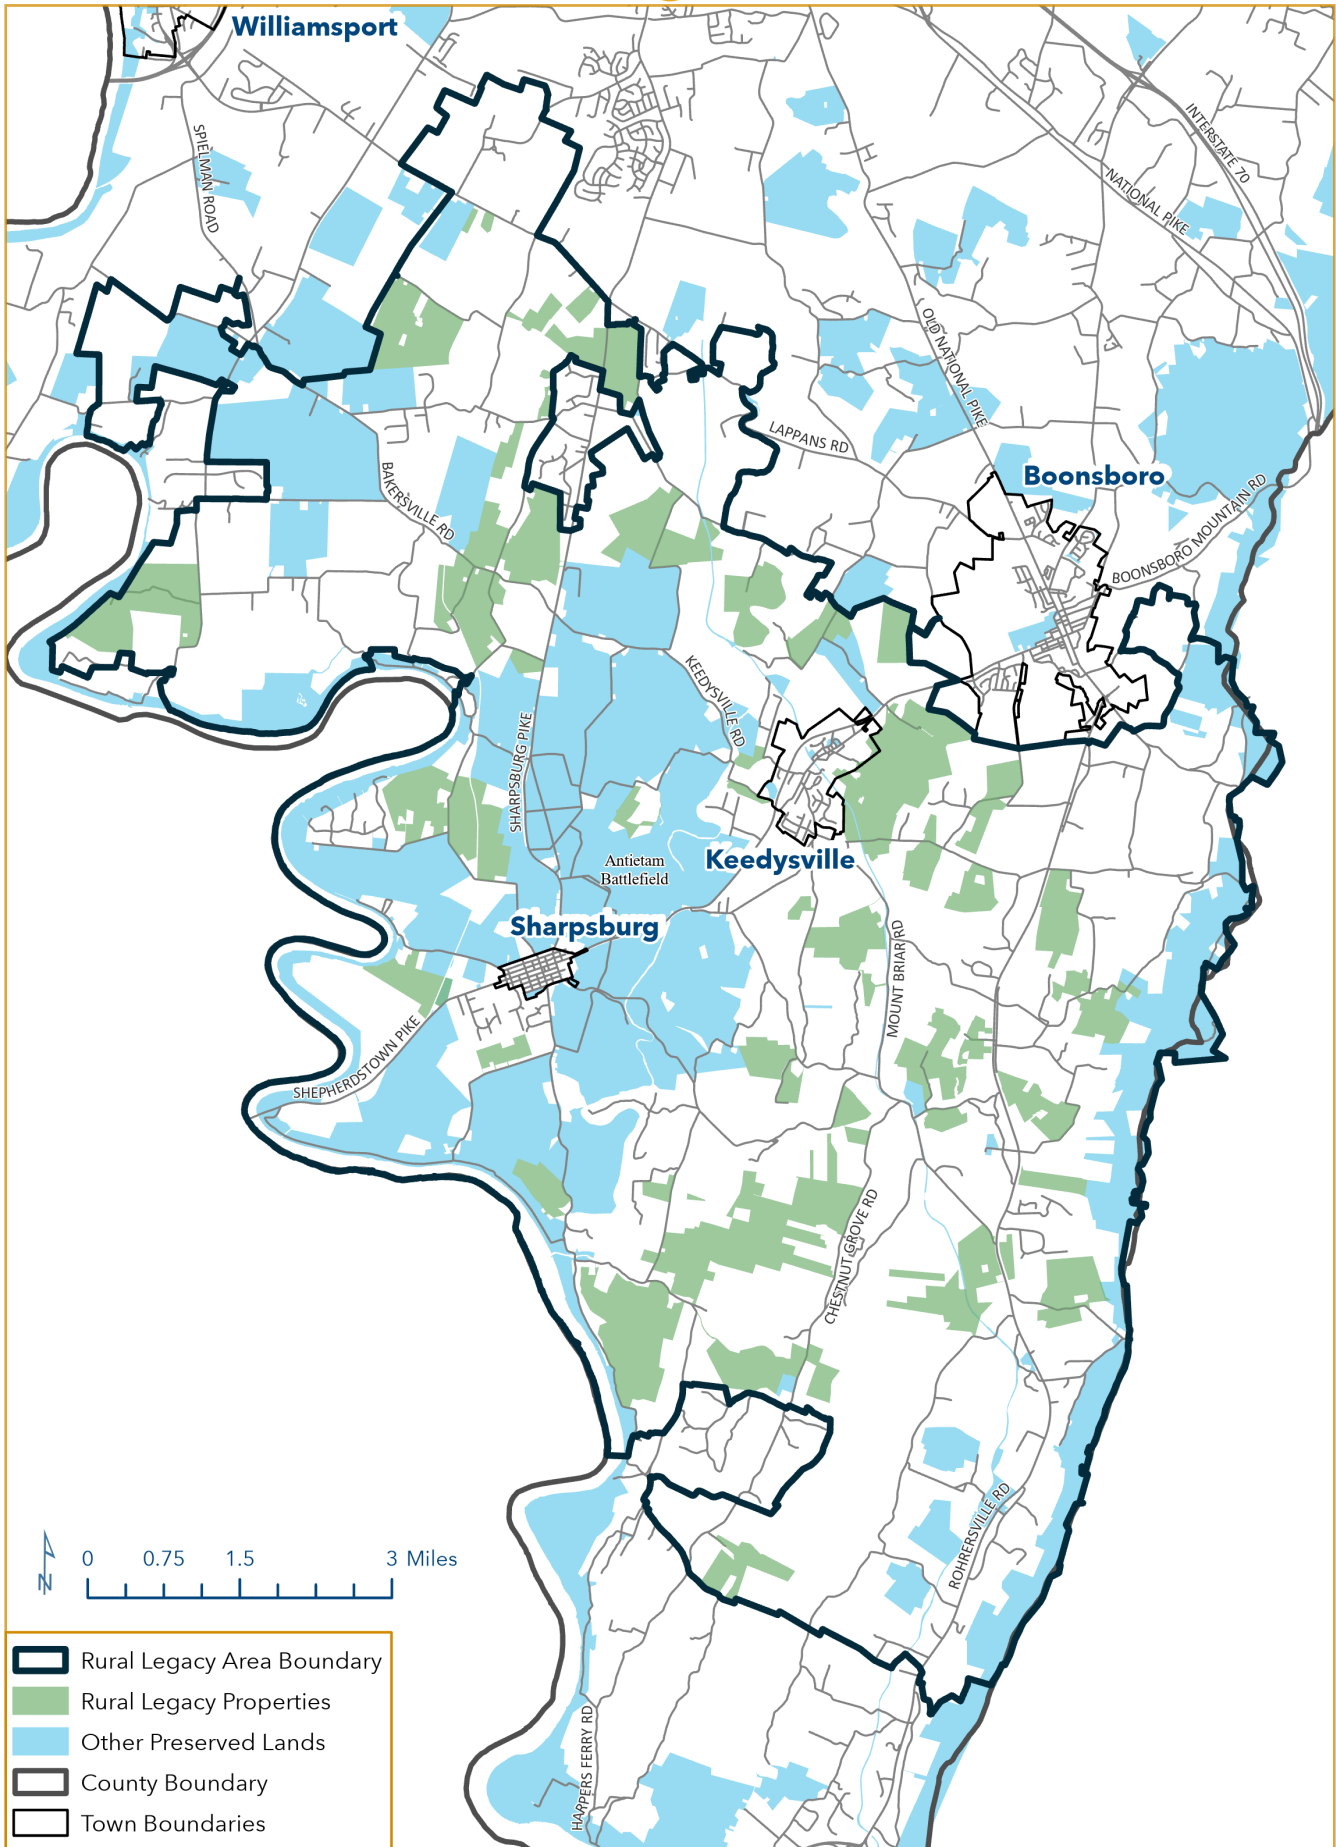 Williamsport
SPIELMAN ROAD
INTERSTATE 70
NATIONAL PIKE
OLD NATIONAL PIKE
LAPPANS RD
Boonsboro
BAKERSVILLE RD
BOONSBORO MOUNTAIN RD
KEEDYSVILLE RD
SHARPSBURG PIKE
Antietam
Battlefield
Keedysville
Sharpsburg
MOUNT BRIAR RD
SHEPHERDSTOWN PIKE
CHESTNUT GROVE RD
ROHRERSVILLE RD
HARPERS FERRY RD
N
0 0.75 1.5 3 Miles
Rural Legacy Area Boundary
Rural Legacy Properties
Other Preserved Lands
County Boundary
Town Boundaries